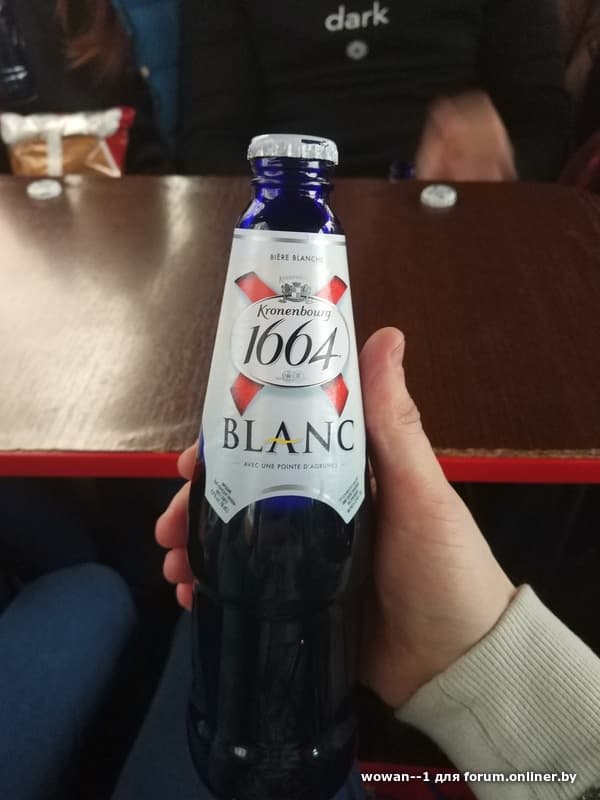 dark
BIÈRE BLANCHE
Kronenbourg
1664
BLANC
AVEC UNE POINTE D'AGRUMES
wowan--1 для forum.onliner.by